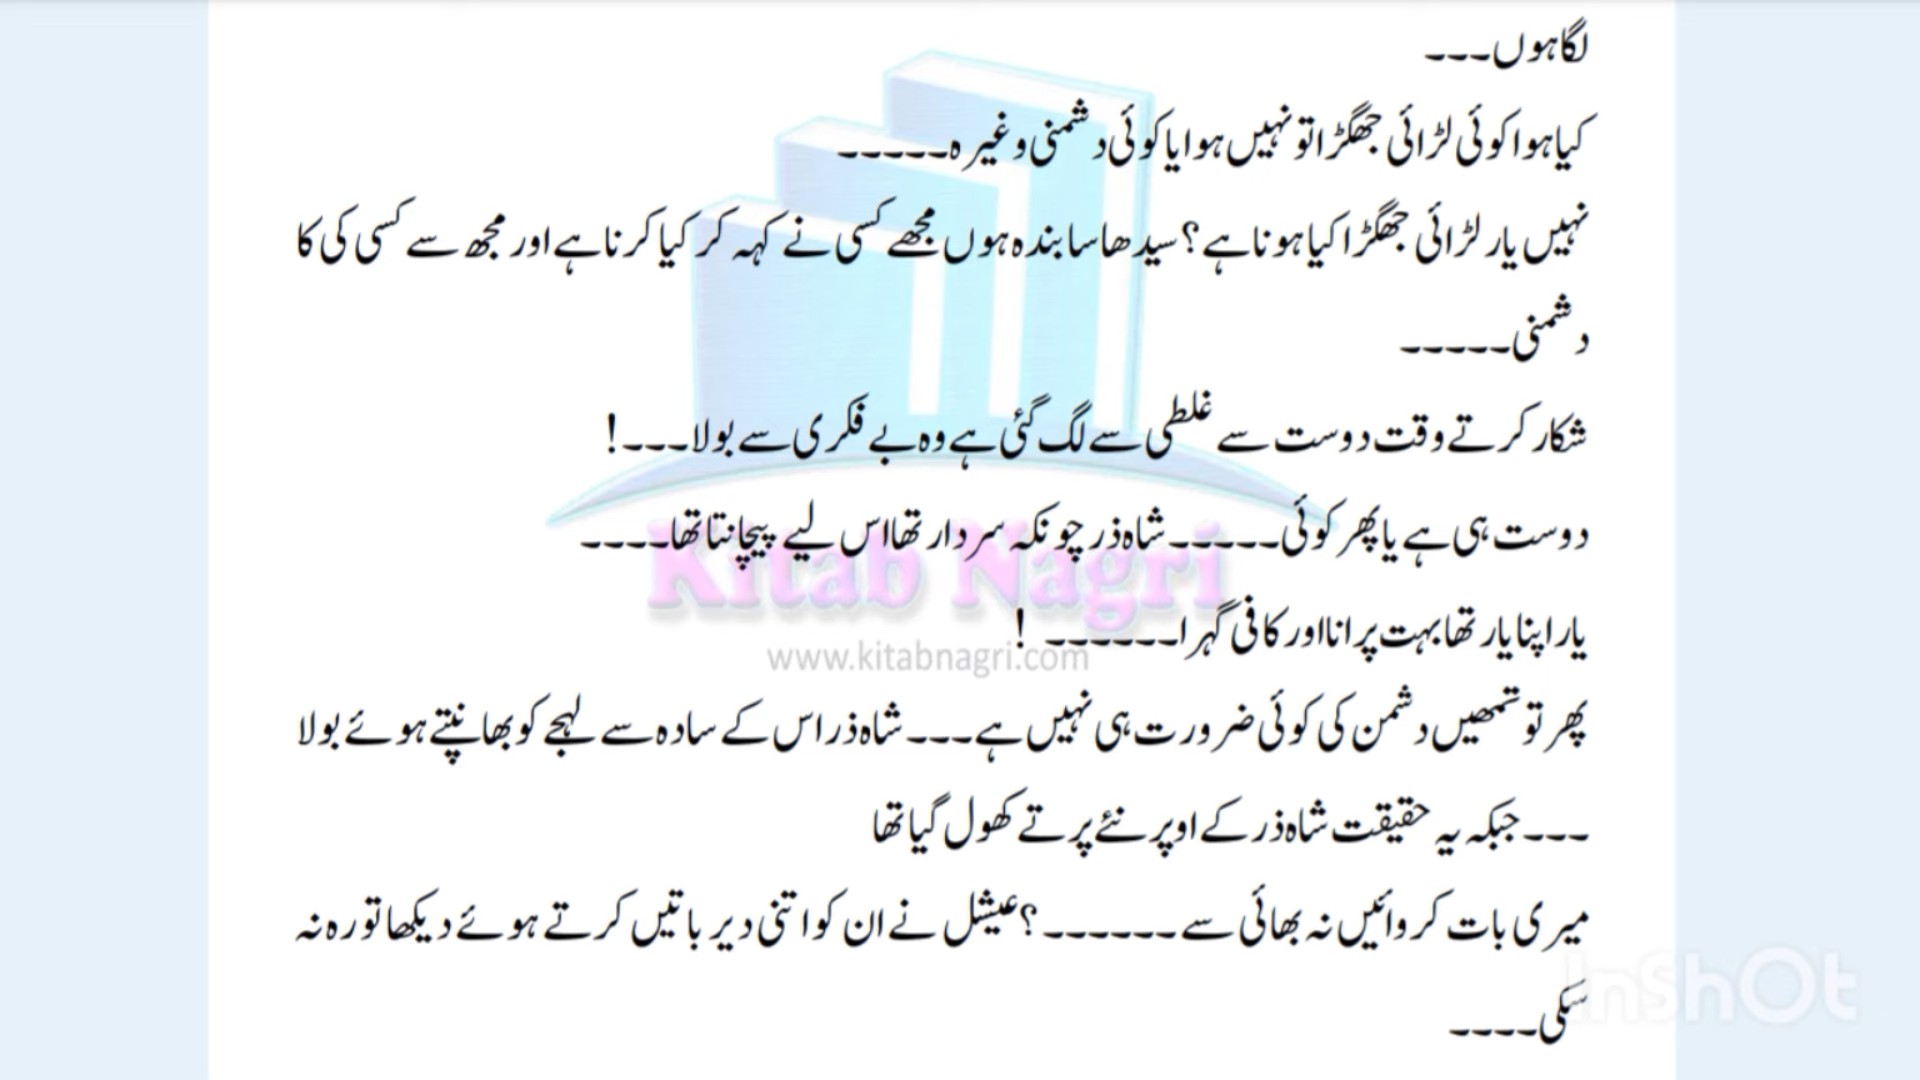 لگا ہوں۔۔۔
کیا ہوا کوئی لڑائی جھگڑا تو نہیں ہوا یا کوئی دشمنی وغیرہ۔۔۔۔۔
نہیں یار لڑائی جھگڑا کیا ہونا ہے؟ سیدھا سا بندہ ہوں مجھے کسی نے کہہ کر کیا کرنا ہے اور مجھ سے کسی کی کا
دشمنی۔۔۔۔۔
شکار کرتے وقت دوست سے غلطی سے لگ گئی ہے وہ بے فکری سے بولا۔۔۔!
دوست ہی ہے یا پھر کوئی۔۔۔۔۔شاہ ذر چونکہ سردار تھا اس لیے پیچانتا تھا۔۔۔۔
Kitab Nagri
یار اپنا یار تھا بہت پرانا اور کافی گہرا۔۔۔۔۔۔ !
www.kitabnagri.com
پھر تو تمھیں دشمن کی کوئی ضرورت ہی نہیں ہے۔۔۔شاہ ذر اس کے سادہ سے لہجے کو بھانپتے ہوئے بولا
۔۔۔جبکہ یہ حقیقت شاہ ذر کے اوپر نئے پرتے کھول گیا تھا
میری بات کروائیں نہ بھائی سے۔۔۔۔۔۔؟ عیشل نے ان کو اتنی دیر باتیں کرتے ہوئے دیکھا تو رہ نہ
سکی۔۔۔۔
InShOt